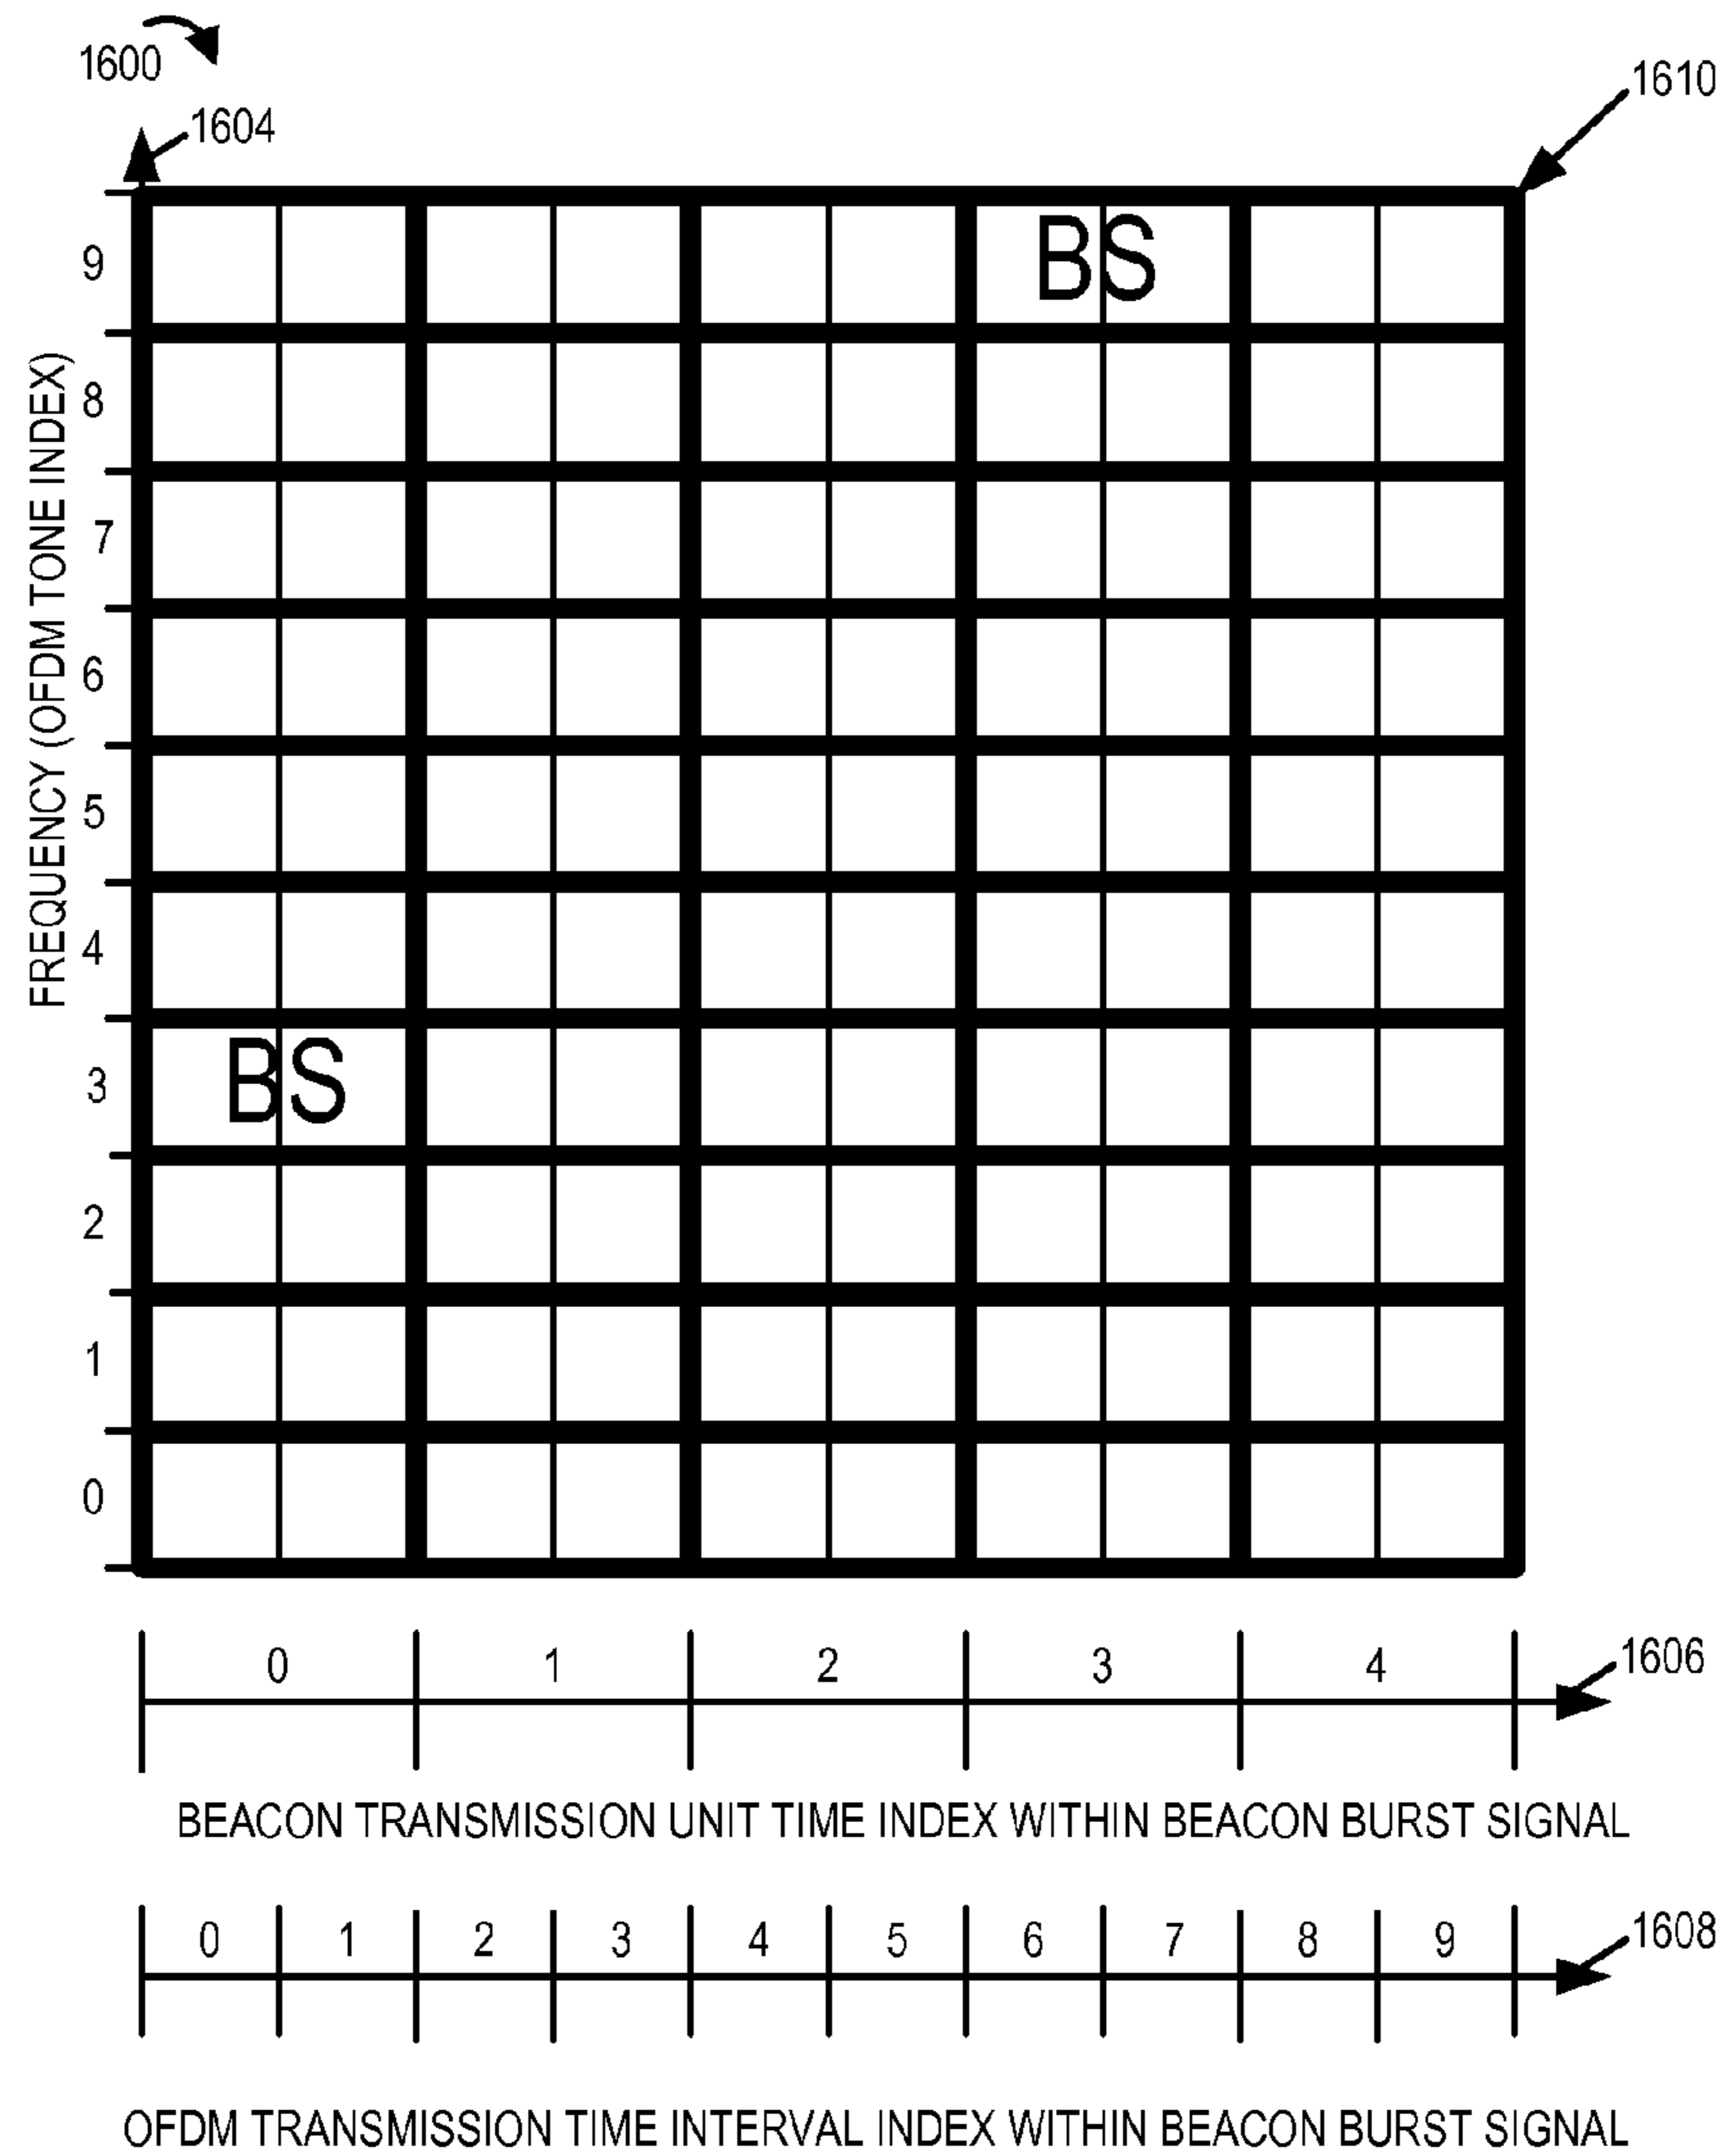 1600
1604
1610
FREQUENCY (OFDM TONE INDEX)
9
BS
8
7
6
5
4
3
BS
2
1
0
0 1 2 3 4
1606
BEACON TRANSMISSION UNIT TIME INDEX WITHIN BEACON BURST SIGNAL
0 1 2 3 4 5 6 7 8 9
1608
OFDM TRANSMISSION TIME INTERVAL INDEX WITHIN BEACON BURST SIGNAL